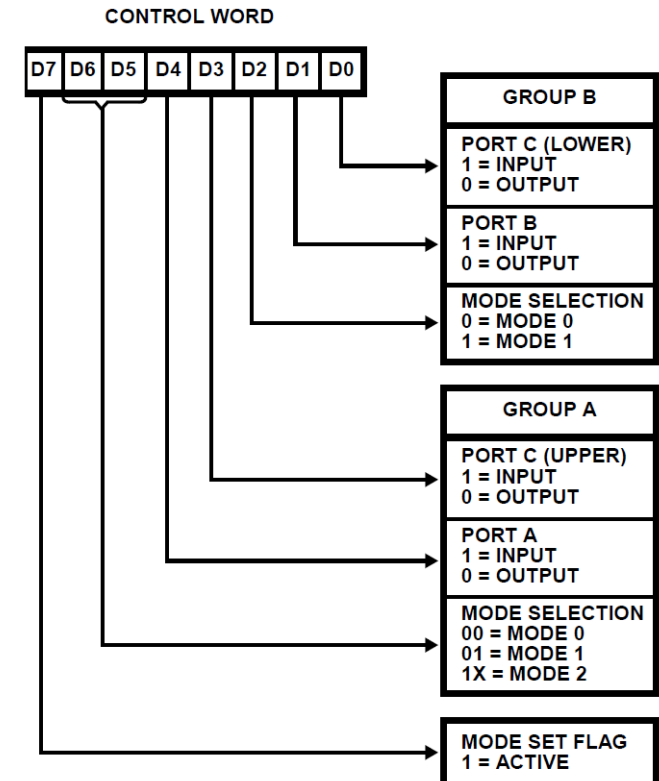 CONTROL WORD
D7 D6 D5 D4 D3 D2 D1 D0
GROUP B
PORT C (LOWER)
1 = INPUT
0 = OUTPUT
PORT B
1 = INPUT
0 = OUTPUT
MODE SELECTION
0 = MODE 0
1 = MODE 1
GROUP A
PORT C (UPPER)
1 = INPUT
0 = OUTPUT
PORT A
1 = INPUT
0 = OUTPUT
MODE SELECTION
00 = MODE 0
01 = MODE 1
1X = MODE 2
MODE SET FLAG
1 = ACTIVE